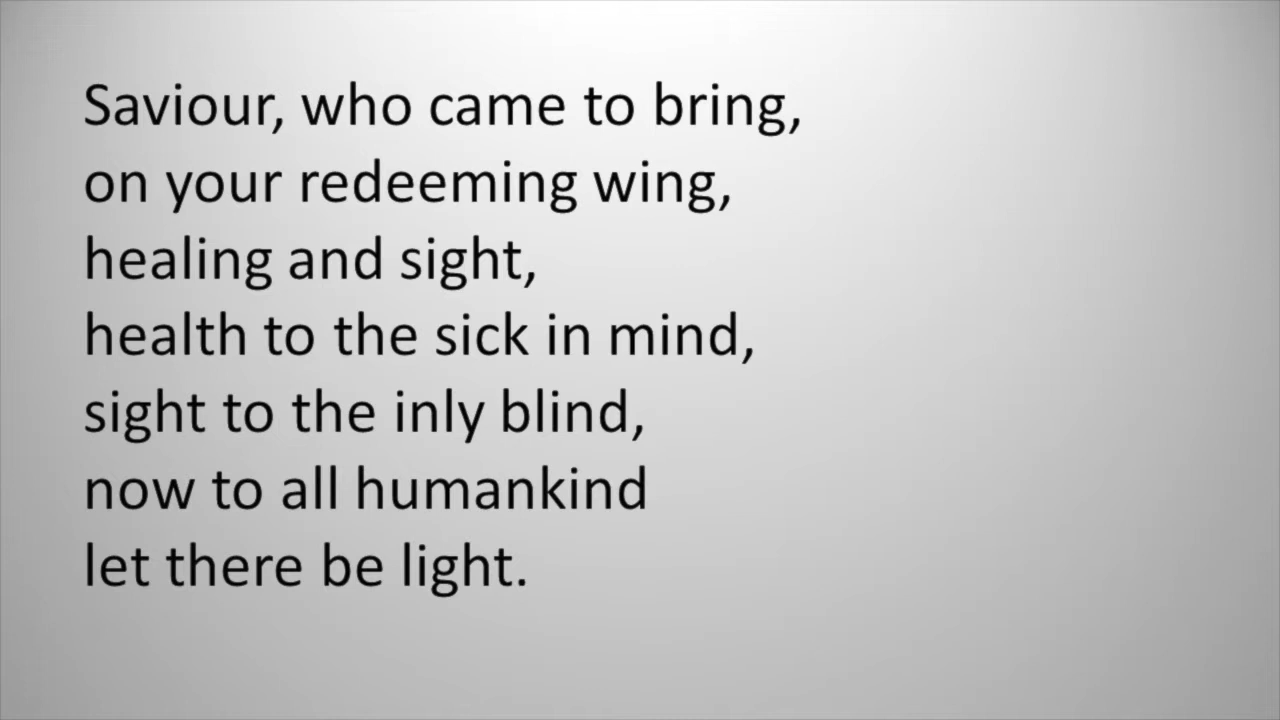 Saviour, who came to bring,
on your redeeming wing,
healing and sight,
health to the sick in mind,
sight to the inly blind,
now to all humankind
let there be light.